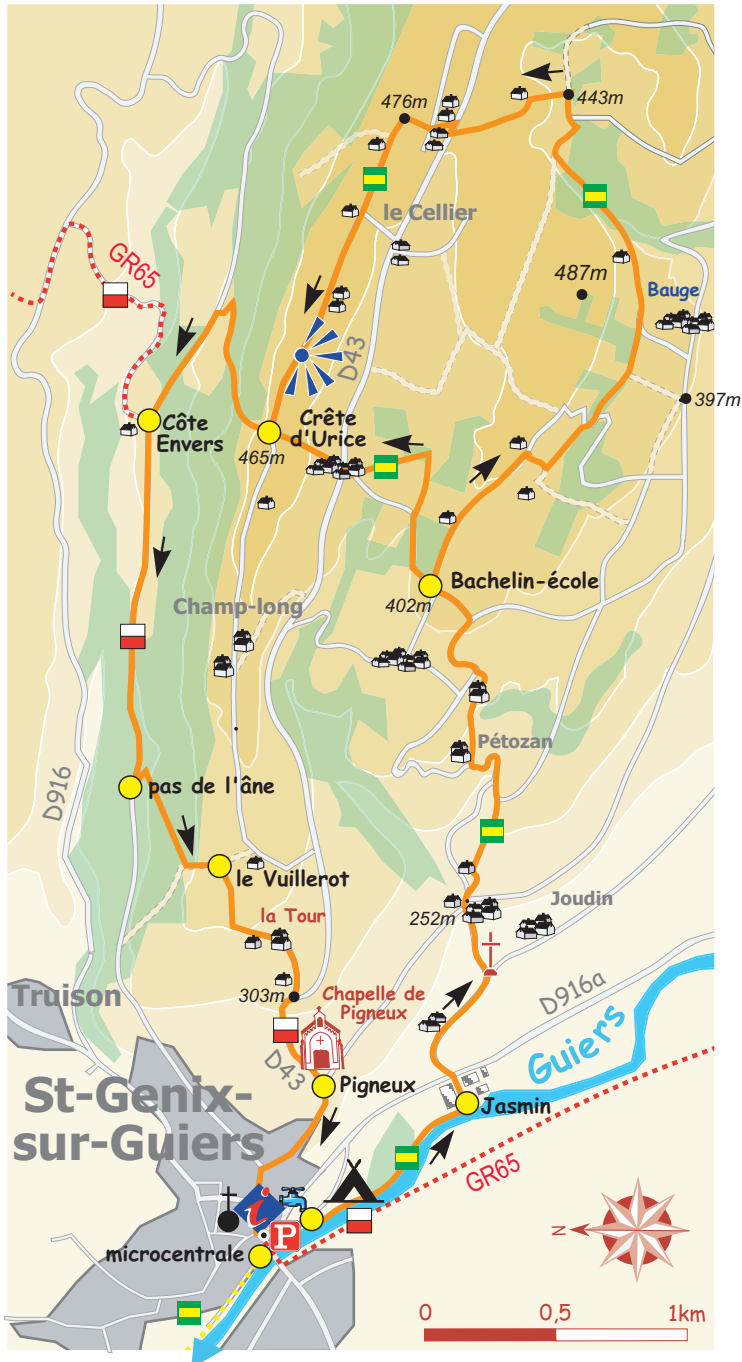 476m
443m
le Cellier
GR65
487m
Bauge
D43
397m
Côte
Envers
Crête
d'Urice
465m
Bachelin-école
402m
Champ-long
Pétozan
D916
pas de l'âne
le Vuillerot
la Tour
252m
Joudin
303m
Truison
Chapelle de
Pigneux
D916a
Guiers
D43
Pigneux
St-Genix-
sur-Guiers
Jasmin
GR65
i
P
microcentrale
N
0 0,5 1km